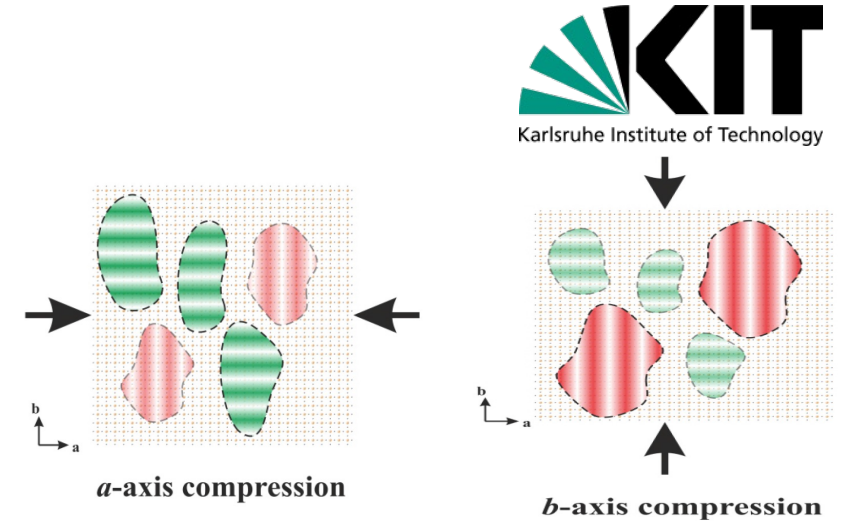 KIT
Karlsruhe Institute of Technology
b
a
a-axis compression
b
a
b-axis compression